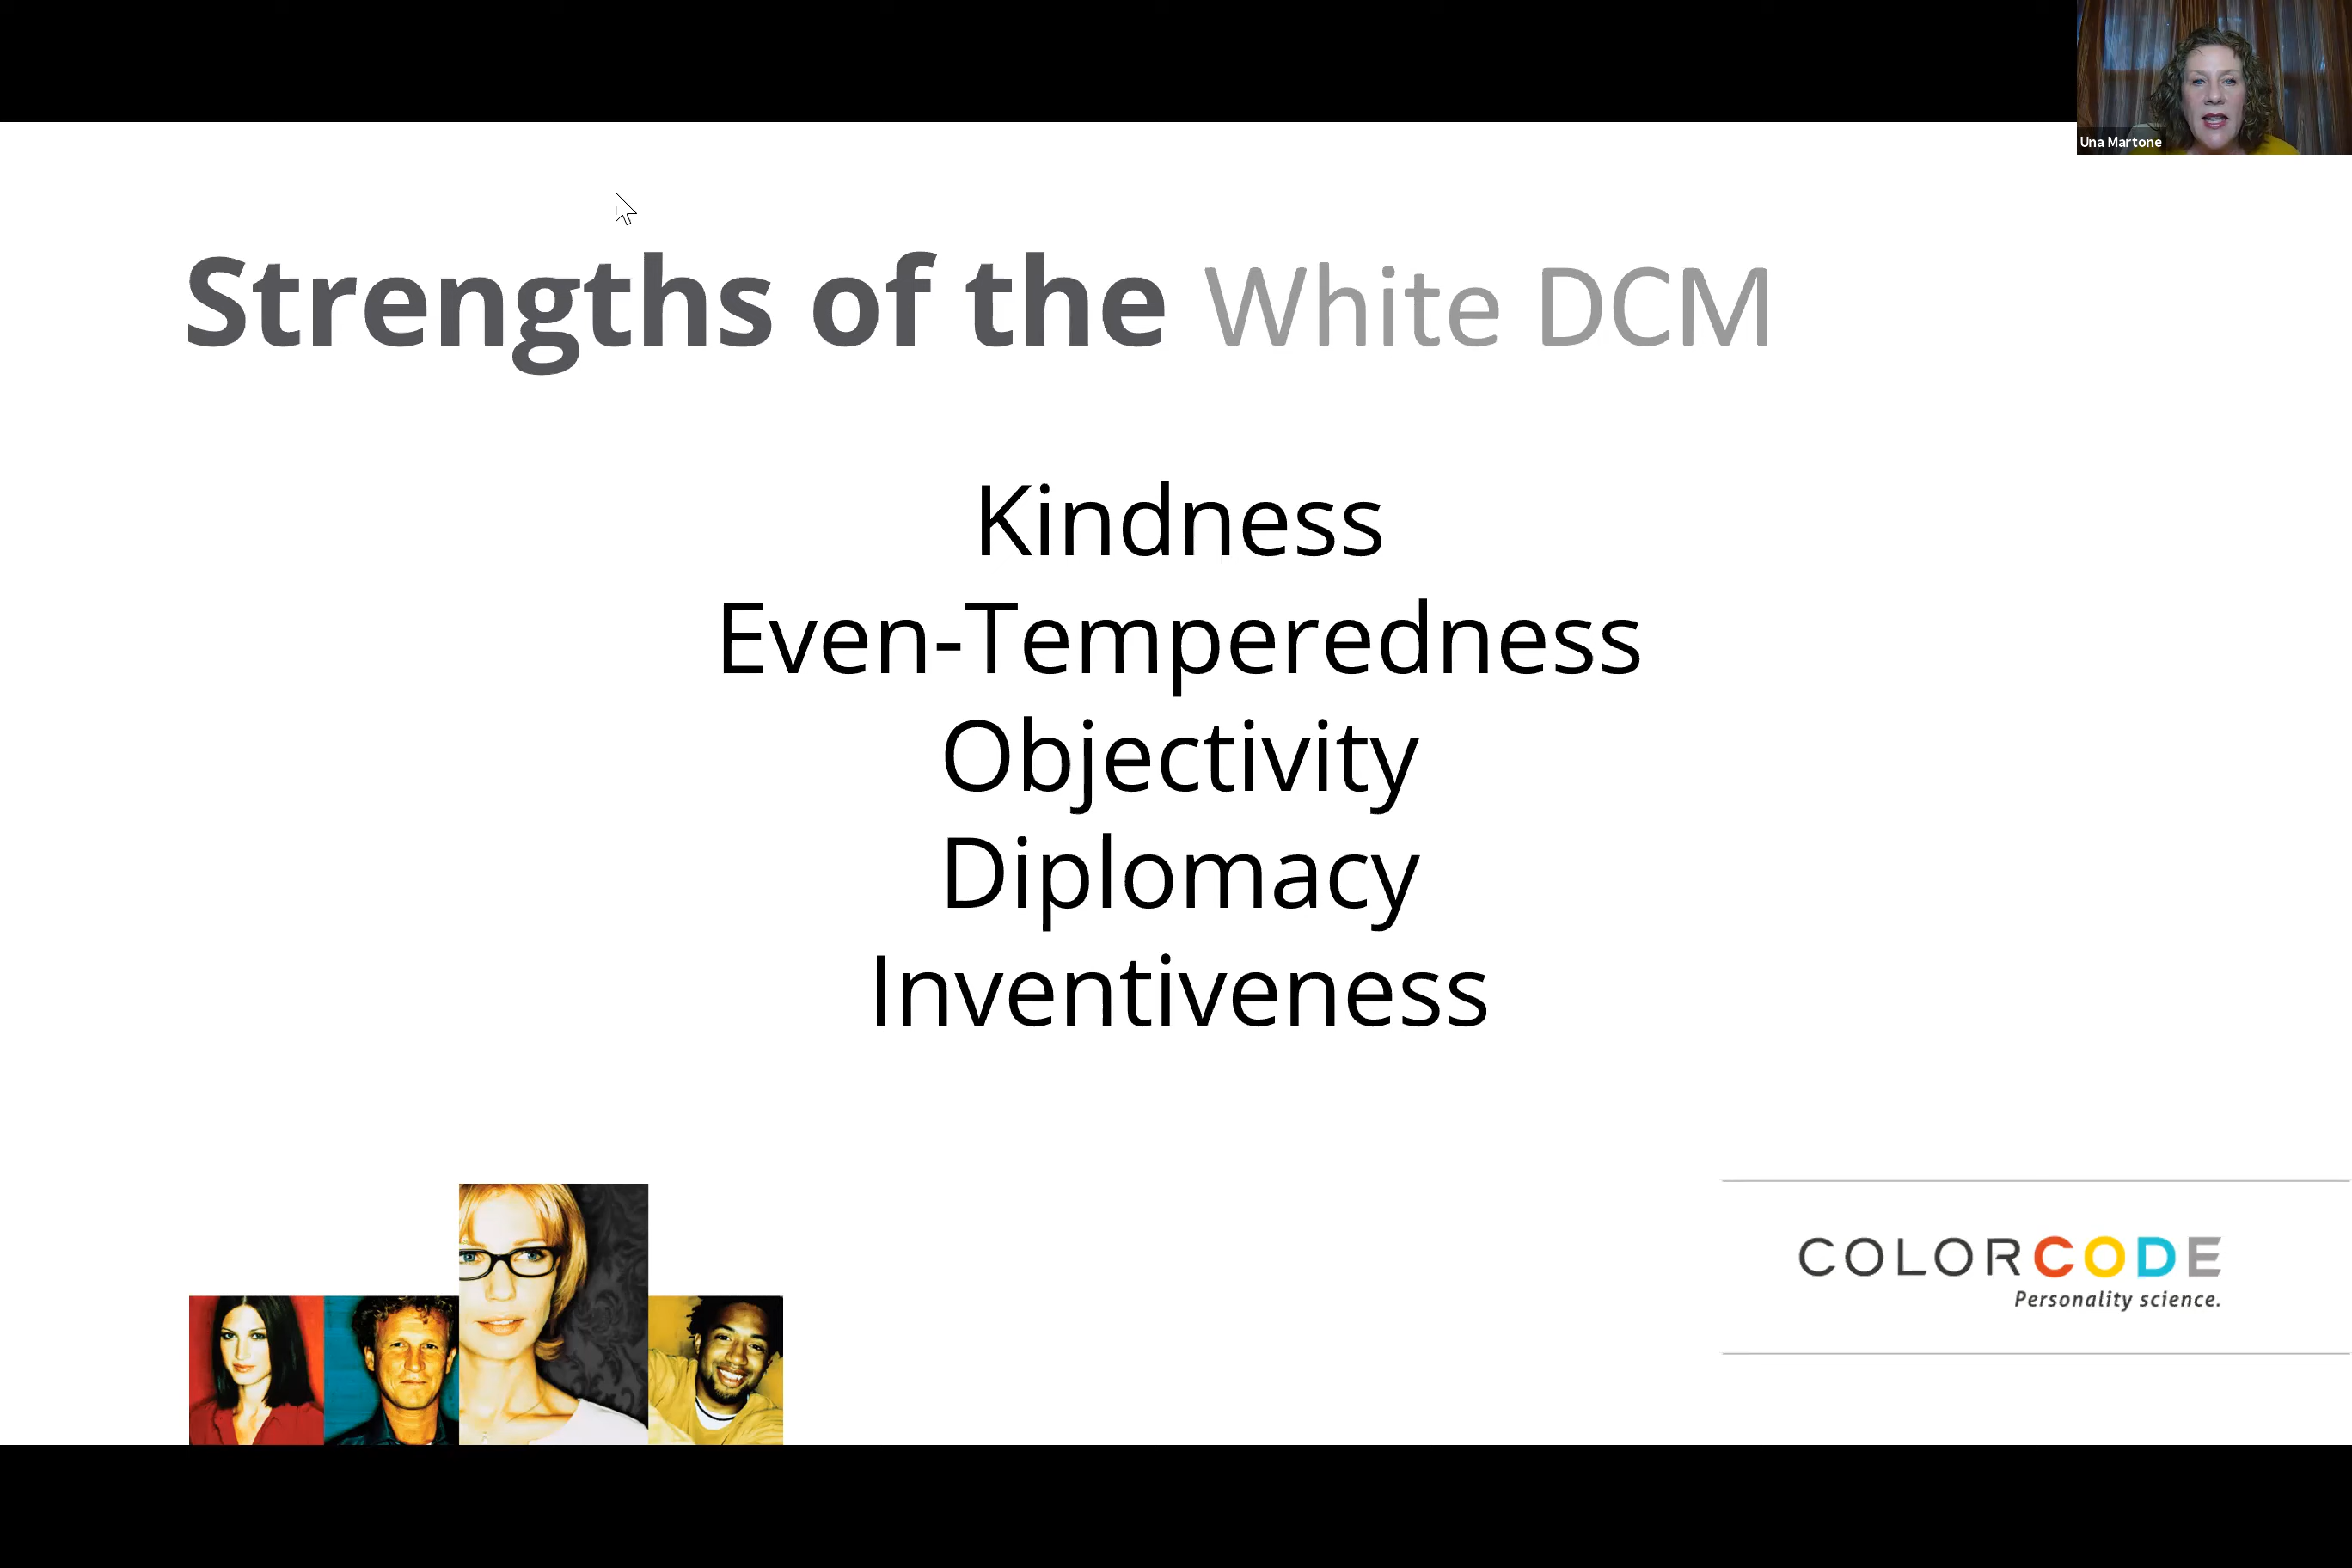 Una Martone
Strengths of the White DCM
Kindness
Even-Temperedness
Objectivity
Diplomacy
Inventiveness
COLORCODE
Personality science.